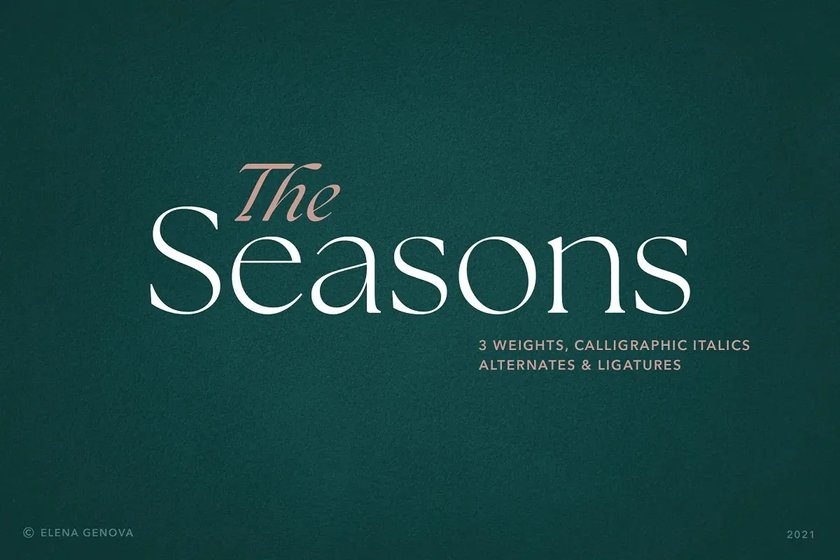 The
Seasons
3 WEIGHTS, CALLIGRAPHIC ITALICS
ALTERNATES & LIGATURES
© ELENA GENOVA
2021